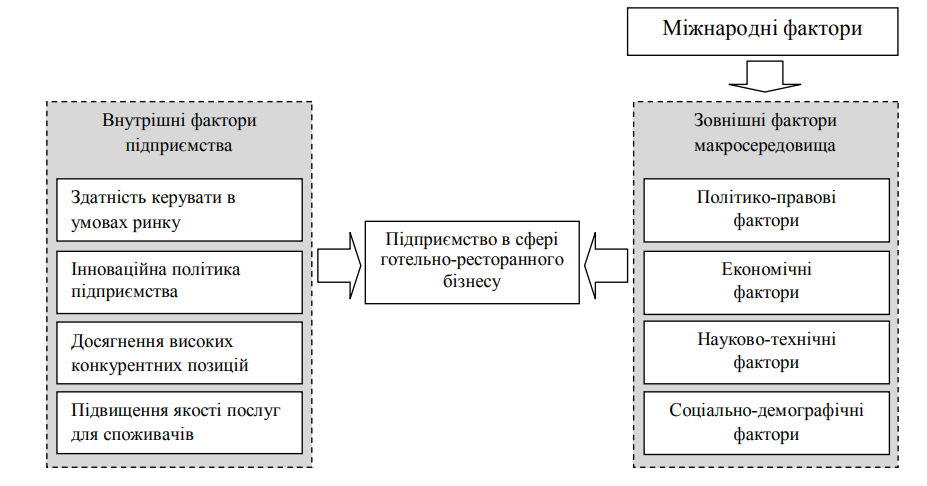 Міжнародні фактори
Внутрішні фактори
підприємства
Здатність керувати в
умовах ринку
Інноваційна політика
підприємства
Досягнення високих
конкурентних позицій
Підвищення якості послуг
для споживачів
Підприємство в сфері
готельно-ресторанного
бізнесу
Зовнішні фактори
макросередовища
Політико-правові
фактори
Економічні
фактори
Науково-технічні
фактори
Соціально-демографічні
фактори